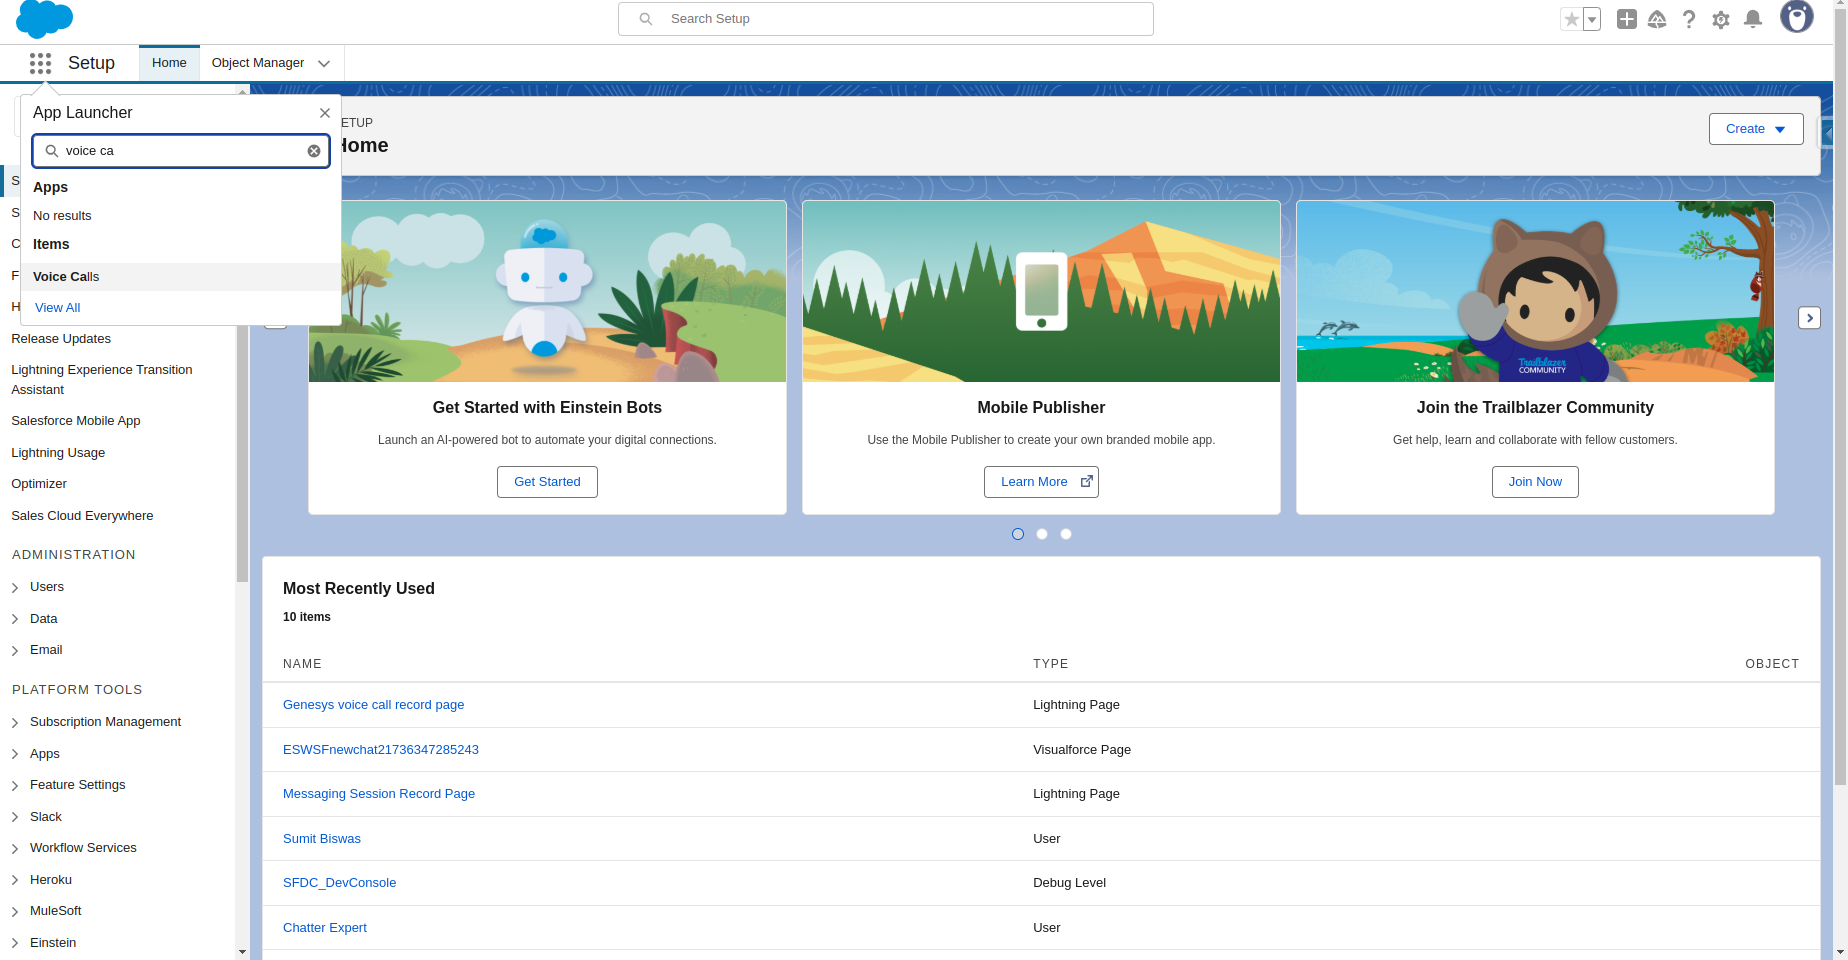 Search Setup
Setup
Home
Object Manager
App Launcher
voice ca
Apps
No results
Items
Voice Calls
View All
S
S
C
F
H
Release Updates
Lightning Experience Transition
Assistant
Salesforce Mobile App
Lightning Usage
Optimizer
Sales Cloud Everywhere
ADMINISTRATION
Users
Data
Email
PLATFORM TOOLS
Subscription Management
Apps
Feature Settings
Slack
Workflow Services
Heroku
MuleSoft
Einstein
ETUP
Home
Create
Get Started with Einstein Bots
Launch an AI-powered bot to automate your digital connections.
Get Started
Mobile Publisher
Use the Mobile Publisher to create your own branded mobile app.
Learn More
Trailblazer
COMMUNITY
Join the Trailblazer Community
Get help, learn and collaborate with fellow customers.
Join Now
Most Recently Used
10 items
NAME TYPE OBJECT
Genesys voice call record page Lightning Page
ESWSFnewchat21736347285243 Visualforce Page
Messaging Session Record Page Lightning Page
Sumit Biswas User
SFDC_DevConsole Debug Level
Chatter Expert User